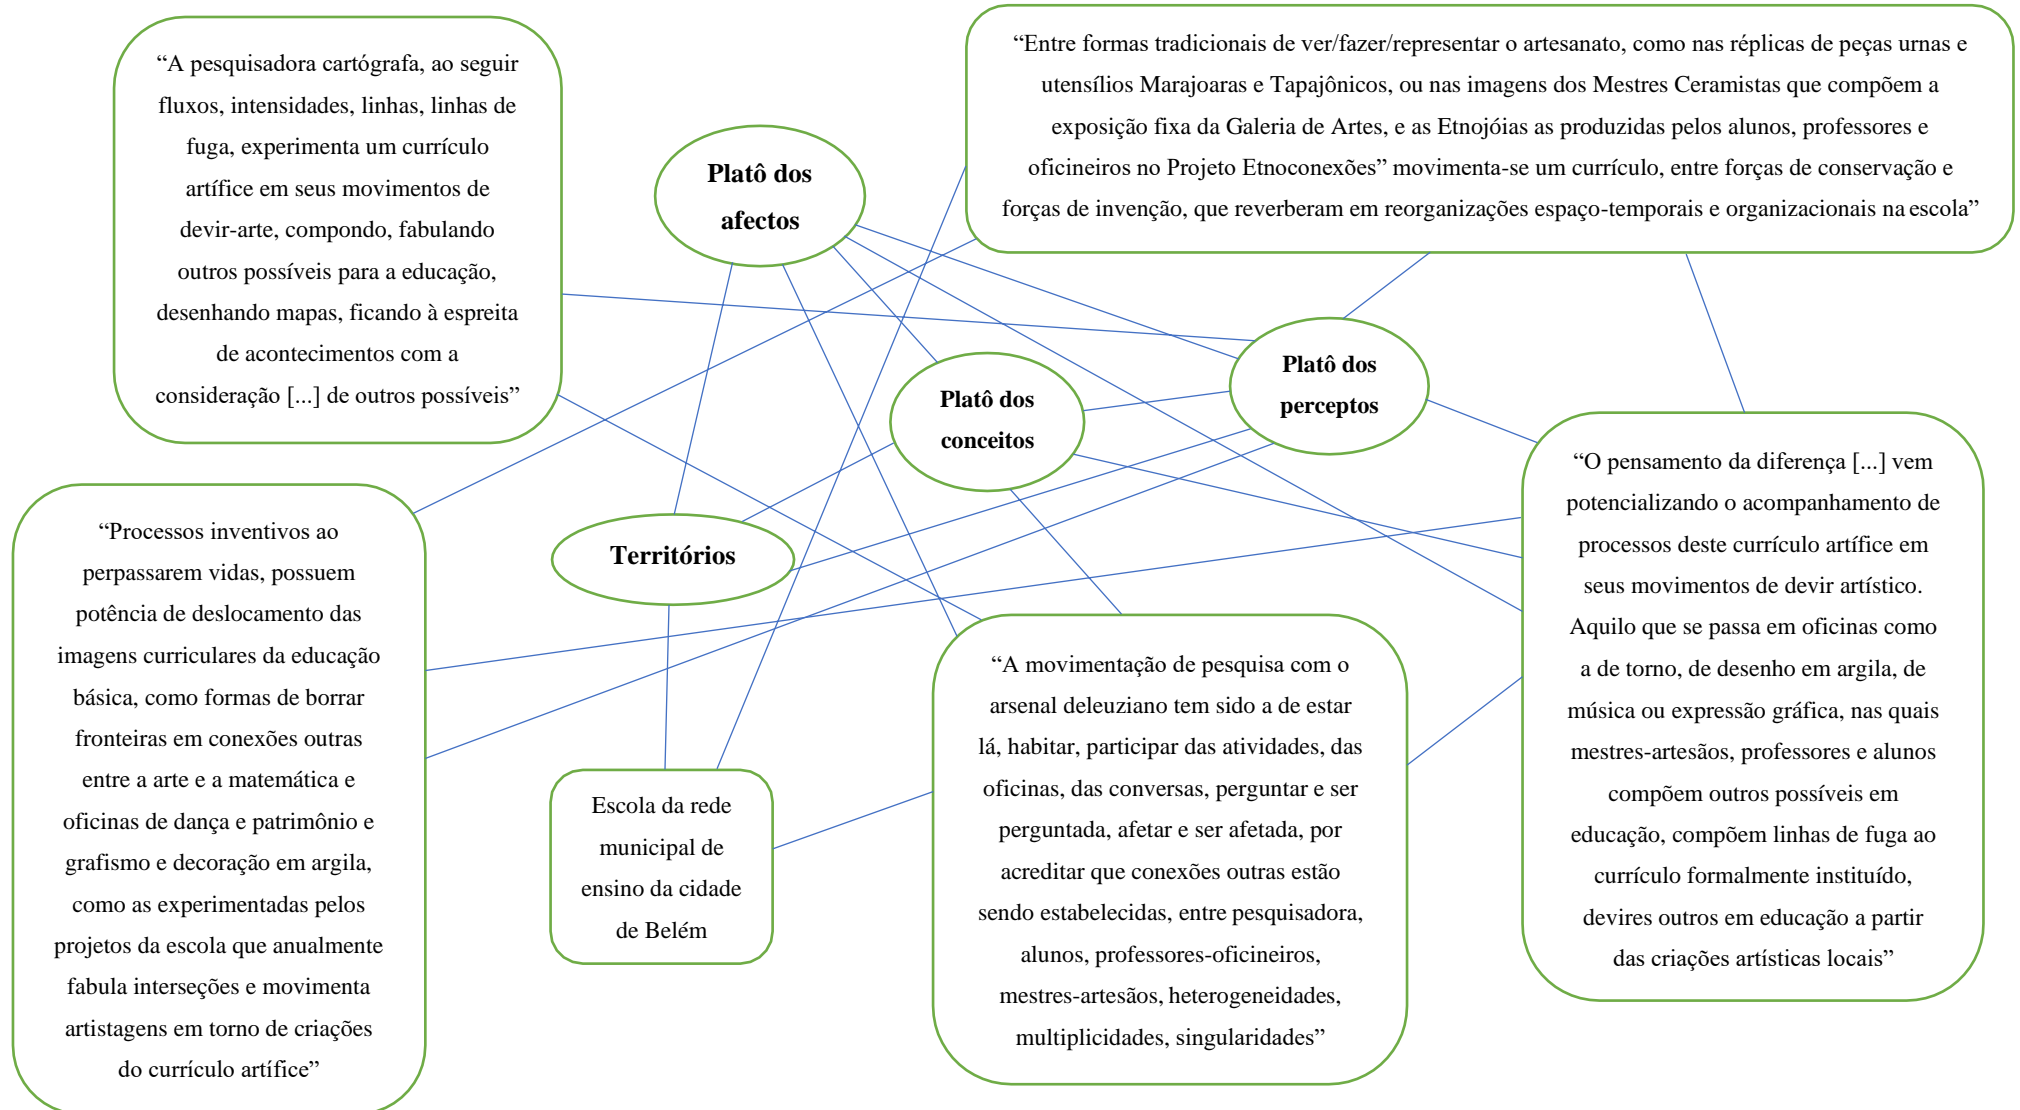 “A pesquisadora cartógrafa, ao seguir
fluxos, intensidades, linhas, linhas de
fuga, experimenta um currículo
artífice em seus movimentos de
devir-arte, compondo, fabulando
outros possíveis para a educação,
desenhando mapas, ficando à espreita
de acontecimentos com a
consideração [...] de outros possíveis”
Platô dos
afectos
“Entre formas tradicionais de ver/fazer/representar o artesanato, como nas réplicas de peças urnas e
utensílios Marajoaras e Tapajônicos, ou nas imagens dos Mestres Ceramistas que compõem a
exposição fixa da Galeria de Artes, e as Etnojóias as produzidas pelos alunos, professores e
oficineiros no Projeto Etnoconexões” movimenta-se um currículo, entre forças de conservação e
forças de invenção, que reverberam em reorganizações espaço-temporais e organizacionais na escola”
Platô dos
conceitos
Platô dos
perceptos
Territórios
“Processos inventivos ao
perpassarem vidas, possuem
potência de deslocamento das
imagens curriculares da educação
básica, como formas de borrar
fronteiras em conexões outras
entre a arte e a matemática e
oficinas de dança e patrimônio e
grafismo e decoração em argila,
como as experimentadas pelos
projetos da escola que anualmente
fabula interseções e movimenta
artistagens em torno de criações
do currículo artífice”
Escola da rede
municipal de
ensino da cidade
de Belém
“A movimentação de pesquisa com o
arsenal deleuziano tem sido a de estar
lá, habitar, participar das atividades, das
oficinas, das conversas, perguntar e ser
perguntada, afetar e ser afetada, por
acreditar que conexões outras estão
sendo estabelecidas, entre pesquisadora,
alunos, professores-oficineiros,
mestres-artesãos, heterogeneidades,
multiplicidades, singularidades”
“O pensamento da diferença [...] vem
potencializando o acompanhamento de
processos deste currículo artífice em
seus movimentos de devir artístico.
Aquilo que se passa em oficinas como
a de torno, de desenho em argila, de
música ou expressão gráfica, nas quais
mestres-artesãos, professores e alunos
compõem outros possíveis em
educação, compõem linhas de fuga ao
currículo formalmente instituído,
devires outros em educação a partir
das criações artísticas locais”